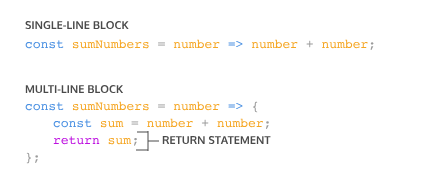 SINGLE-LINE BLOCK
const sumNumbers = number => number + number;
MULTI-LINE BLOCK
const sumNumbers = number => {
const sum = number + number;
return sum; RETURN STATEMENT
};